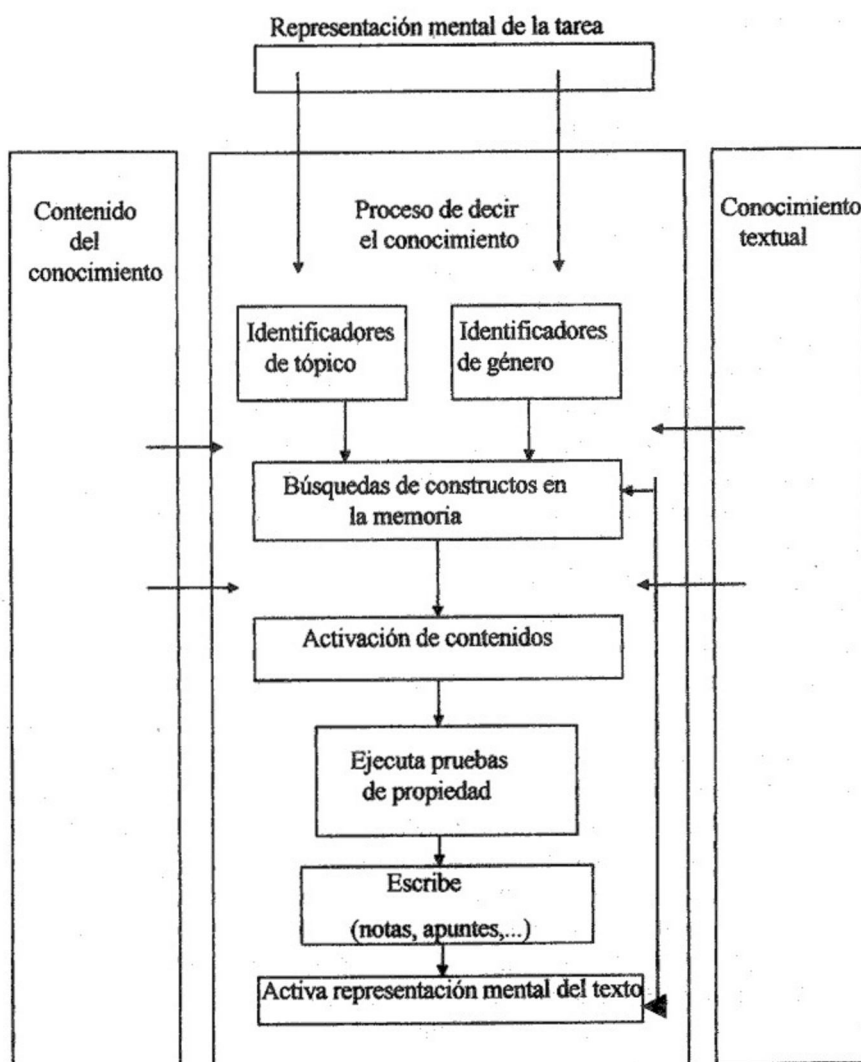 Representación mental de la tarea
Contenido
del
conocimiento
Proceso de decir
el conocimiento
Conocimiento
textual
Identificadores
de tópico
Identificadores
de género
Búsquedas de constructos en
la memoria
Activación de contenidos
Ejecuta pruebas
de propiedad
Escribe
(notas, apuntes,...)
Activa representación mental del texto